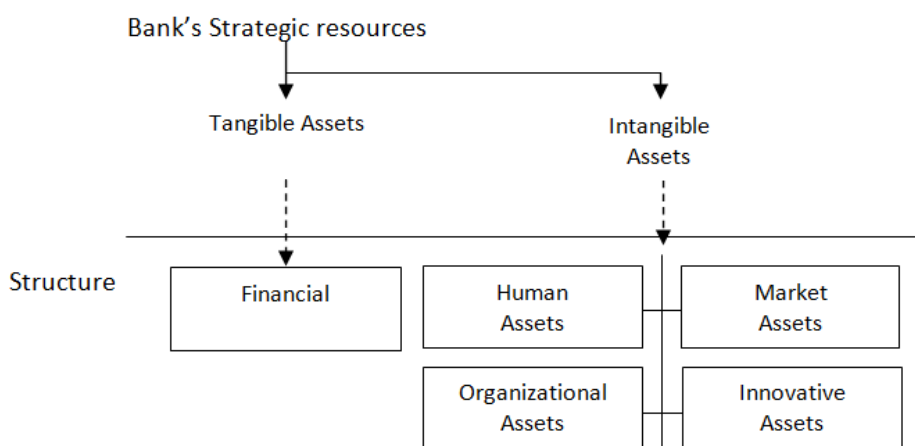 Bank’s Strategic resources
Tangible Assets
Intangible
Assets
Structure
Financial
Human
Assets
Market
Assets
Organizational
Assets
Innovative
Assets